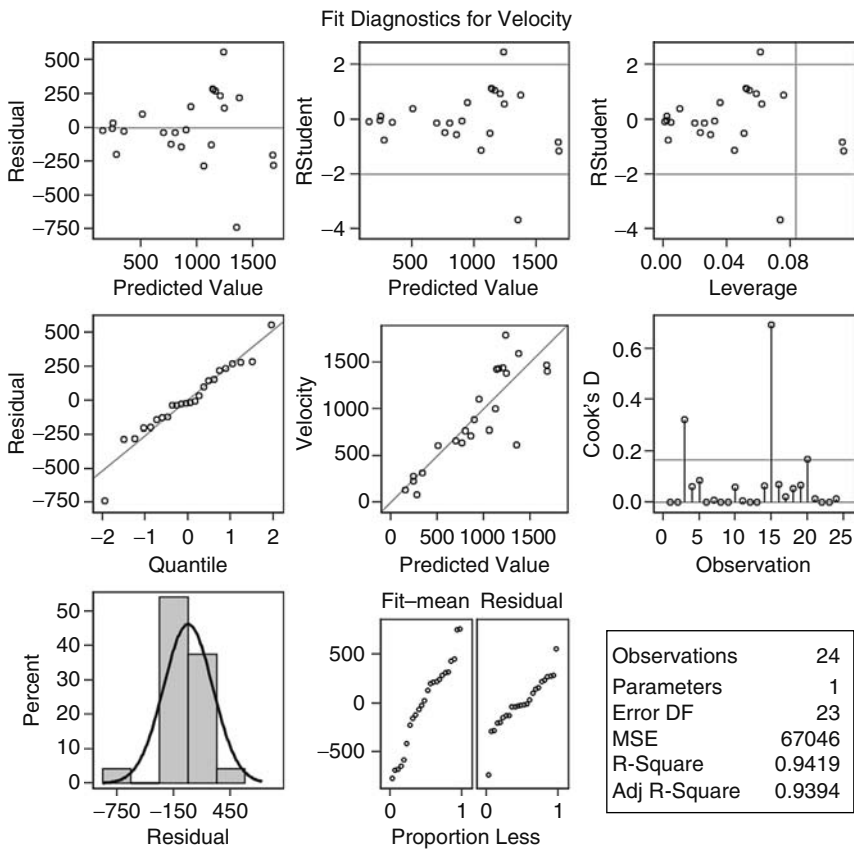 Fit Diagnostics for Velocity
500
250
0
−250
−500
−750
Residual
500 1000 1500
Predicted Value
2
0
−2
−4
RStudent
500 1000 1500
Predicted Value
2
0
−2
−4
RStudent
0.00 0.04 0.08
Leverage
500
250
0
−250
−500
−750
Residual
−2 −1 0 1 2
Quantile
1500
1000
500
0
Velocity
0 500 1000 1500
Predicted Value
0.6
0.4
0.2
0.0
Cook's D
0 5 10 15 20 25
Observation
50
40
30
20
10
0
Percent
−750 −150 450
Residual
Fit–mean Residual
500
0
−500
0 1 0 1
Proportion Less
Observations 24
Parameters 1
Error DF 23
MSE 67046
R-Square 0.9419
Adj R-Square 0.9394